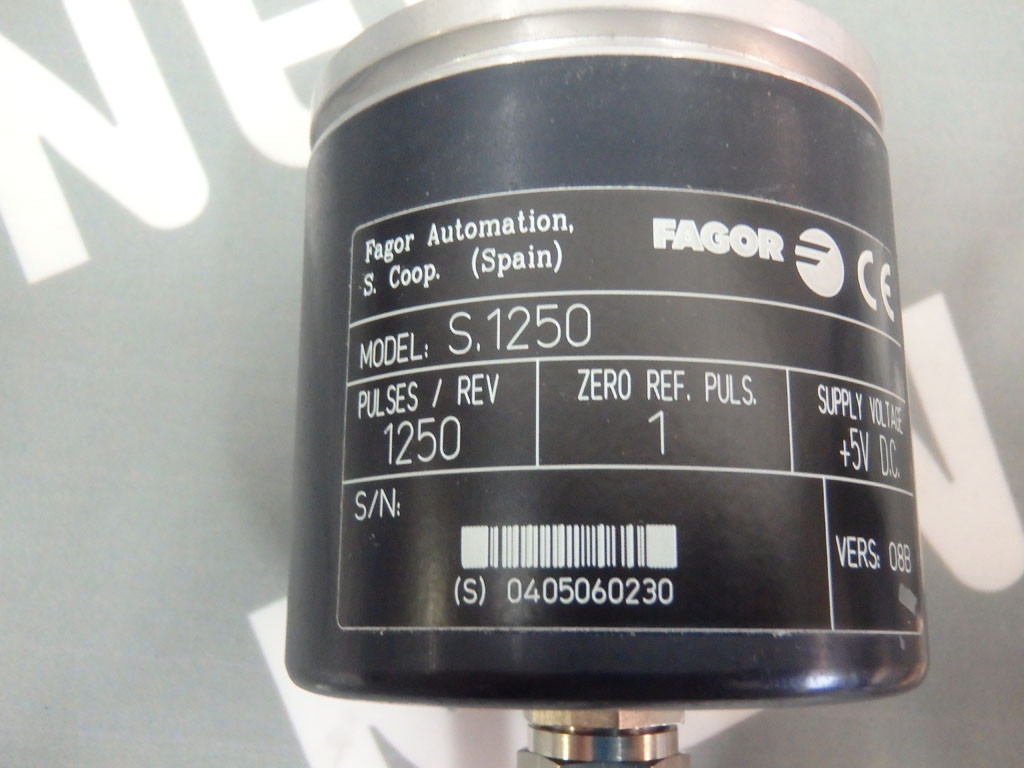 Fagor Automation,
S. Coop. (Spain)
FAGOR CE
MODEL: S.1250
PULSES / REV
1250
ZERO REF. PULS.
1
SUPPLY VOLTAGE
+5V D.C.
S/N:
(S) 0405060230
VERS: 08B